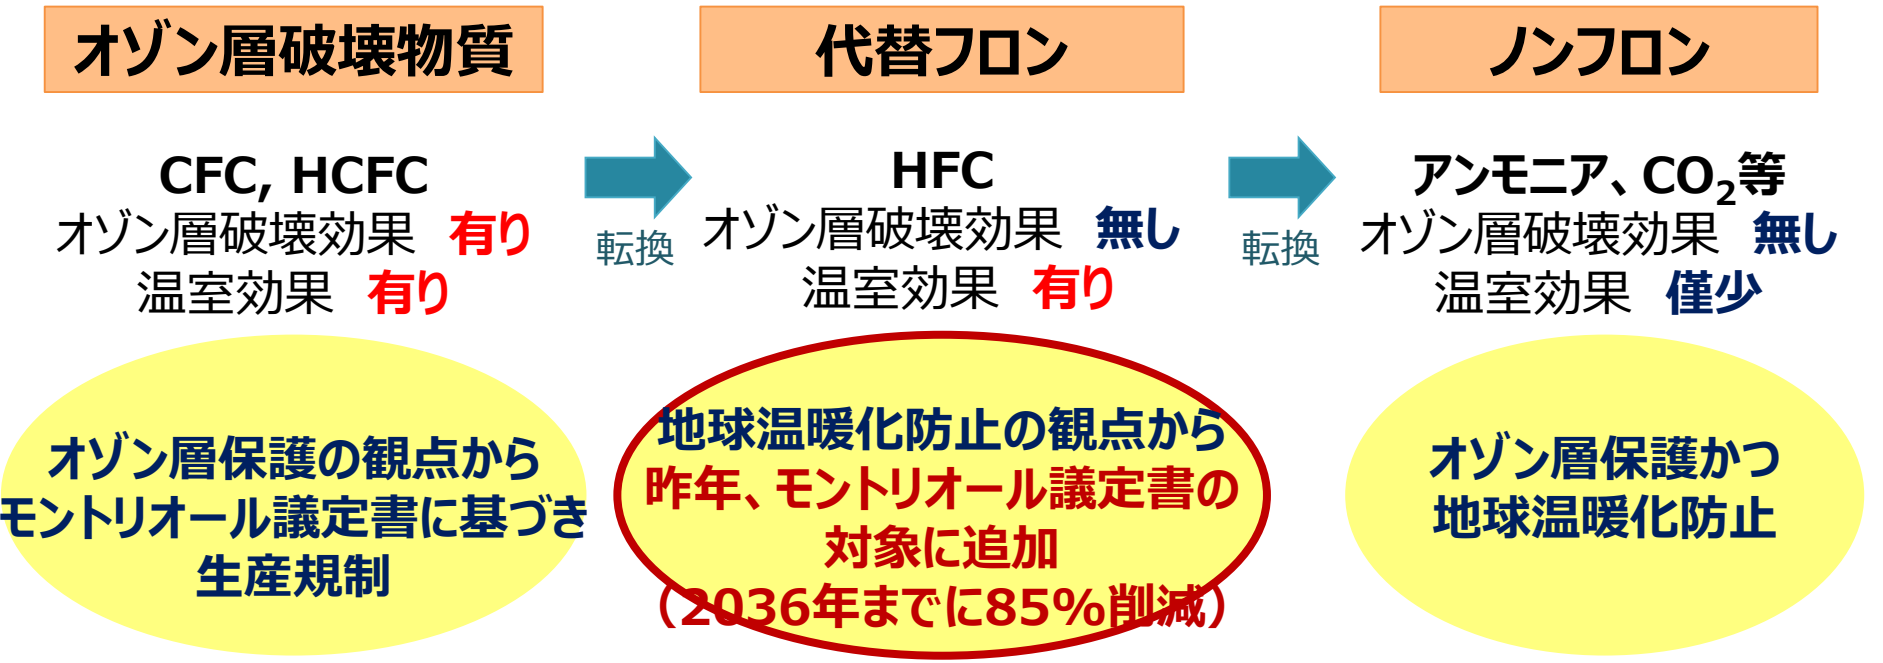 オゾン層破壊物質
CFC, HCFC
オゾン層破壊効果 有り
温室効果 有り
オゾン層保護の観点から
モントリオール議定書に基づき
生産規制
転換
代替フロン
HFC
オゾン層破壊効果 無し
温室効果 有り
地球温暖化防止の観点から
昨年、モントリオール議定書の
対象に追加
（2036年までに85%削減）
転換
ノンフロン
アンモニア、CO₂等
オゾン層破壊効果 無し
温室効果 僅少
オゾン層保護かつ
地球温暖化防止